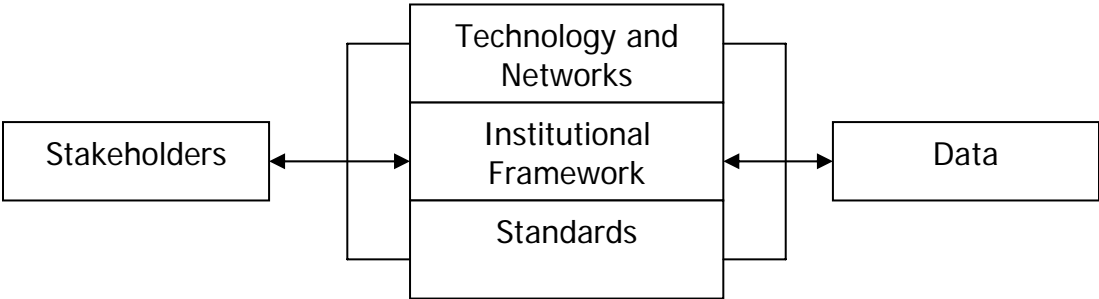 Technology and
Networks
Stakeholders
Institutional
Framework
Data
Standards